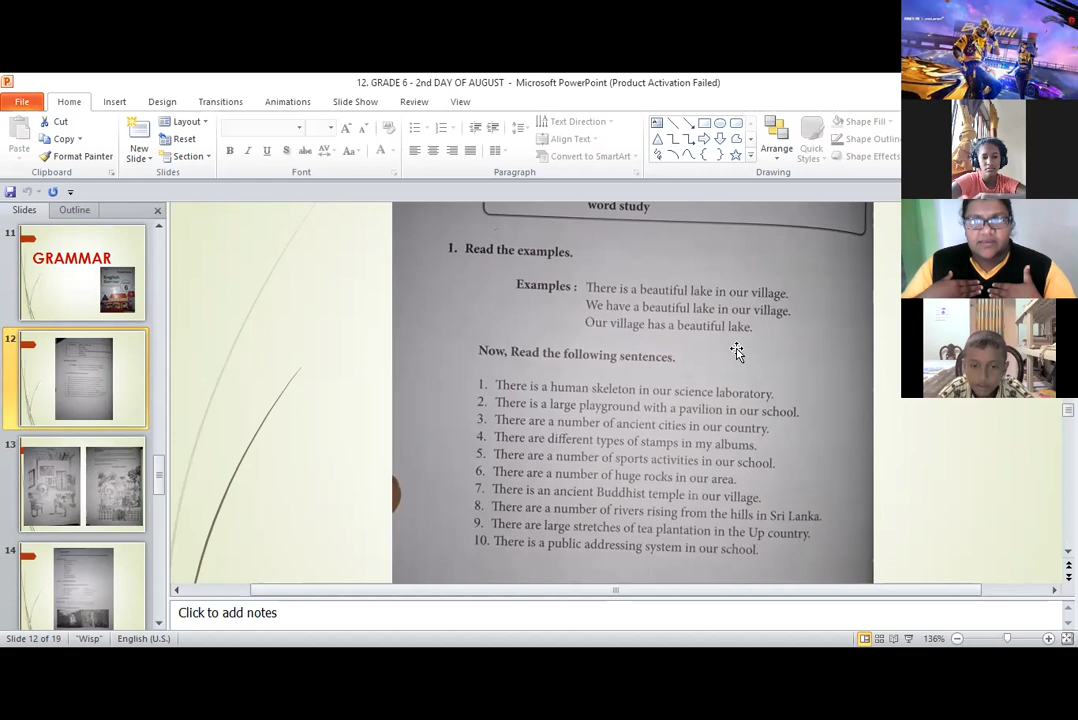 12. GRADE 6 - 2nd DAY OF AUGUST - Microsoft PowerPoint (Product Activation Failed)
File Home Insert Design Transitions Animations Slide Show Review View
Paste
Cut
Copy
Format Painter
Clipboard
New
Slide
Layout
Reset
Section
Slides
B I U S abc AV Aa A
Font
Text Direction
Align Text
Convert to SmartArt
Paragraph
Arrange
Quick
Styles
Shape Fill
Shape Outlin
Shape Effects
Drawing
Slides Outline
11
GRAMMAR
English
12
13
14
word study
1. Read the examples.
Examples : There is a beautiful lake in our village.
We have a beautiful lake in our village.
Our village has a beautiful lake.
Now, Read the following sentences.
1. There is a human skeleton in our science laboratory.
2. There is a large playground with a pavilion in our school.
3. There are a number of ancient cities in our country.
4. There are different types of stamps in my albums.
5. There are a number of sports activities in our school.
6. There are a number of huge rocks in our area.
7. There is an ancient Buddhist temple in our village.
8. There are a number of rivers rising from the hills in Sri Lanka.
9. There are large stretches of tea plantation in the Up country.
10. There is a public addressing system in our school.
Click to add notes
Slide 12 of 19 "Wisp" English (U.S.) 136%